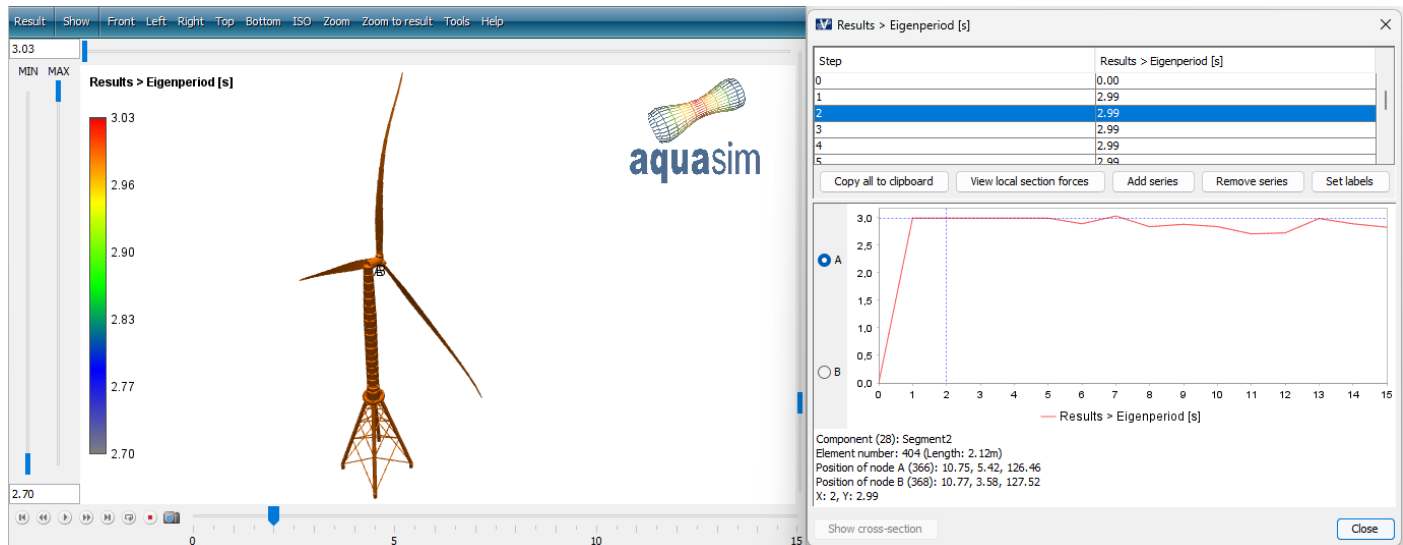 Result Show Front Left Right Top Bottom ISO Zoom Zoom to result Tools Help
3.03
MIN MAX
Results > Eigenperiod [s]
3.03
2.96
2.90
2.83
2.77
2.70
aquasim
2.70
0 5 10 15
Results > Eigenperiod [s]
Step Results > Eigenperiod [s]
0 0.00
1 2.99
2 2.99
3 2.99
4 2.99
5 2.99
Copy all to clipboard View local section forces Add series Remove series Set labels
A
B
3,0
2,5
2,0
1,5
1,0
0,5
0,0
0 1 2 3 4 5 6 7 8 9 10 11 12 13 14 15
Results > Eigenperiod [s]
Component (28): Segment2
Element number: 404 (Length: 2.12m)
Position of node A (366): 10.75, 5.42, 126.46
Position of node B (368): 10.77, 3.58, 127.52
X: 2, Y: 2.99
Show cross-section Close